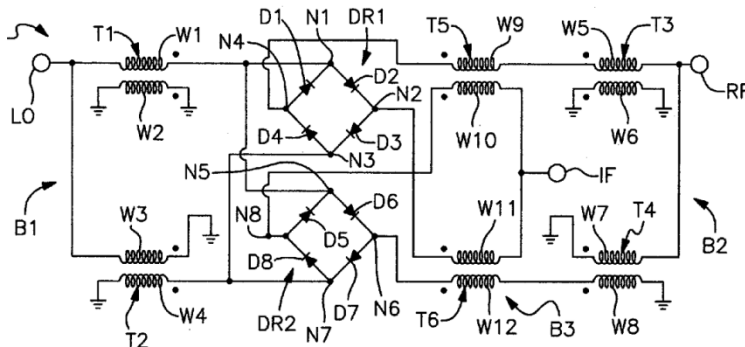 T1 W1 D1 N1 DR1 T5 W9 W5 T3
N4 D2
LO W2 N2 W10 W6 RF
D4 D3
N3
N5 IF
B1 W3 N8 D6 W11 W7 T4 B2
D5
D8 N6
T2 W4 DR2 N7 D7 T6 W12 B3 W8